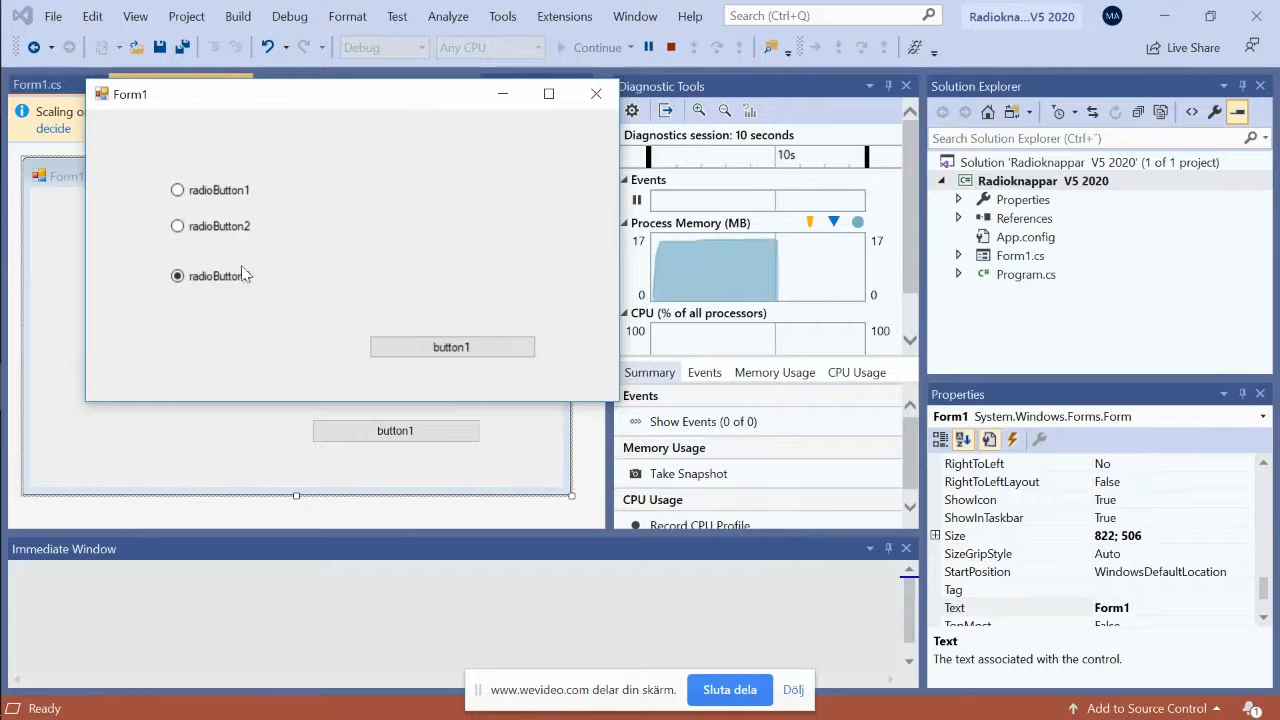 File Edit View Project Build Debug Format Test Analyze Tools Extensions Window Help Search (Ctrl+Q) Radiokna...V5 2020 MA
Debug Any CPU Continue Live Share
Form1.cs
Scaling o
decide
Form1
Form1
radioButton1
radioButton2
radioButton
button1
button1
Diagnostic Tools
Diagnostics session: 10 seconds
10s
Events
Process Memory (MB)
17 17
0 0
CPU (% of all processors)
100 100
Summary Events Memory Usage CPU Usage
Events
Show Events (0 of 0)
Memory Usage
Take Snapshot
CPU Usage
Record CPU Profile
Solution Explorer
Search Solution Explorer (Ctrl+¨)
Solution 'Radioknappar V5 2020' (1 of 1 project)
Radioknappar V5 2020
Properties
References
App.config
Form1.cs
Program.cs
Properties
Form1 System.Windows.Forms.Form
RightToLeft No
RightToLeftLayout False
ShowIcon True
ShowInTaskbar True
Size 822; 506
SizeGripStyle Auto
StartPosition WindowsDefaultLocation
Tag
Text Form1
TopMost False
Text
The text associated with the control.
Immediate Window
www.wevideo.com delar din skärm. Sluta dela Dölj
Ready Add to Source Control 1